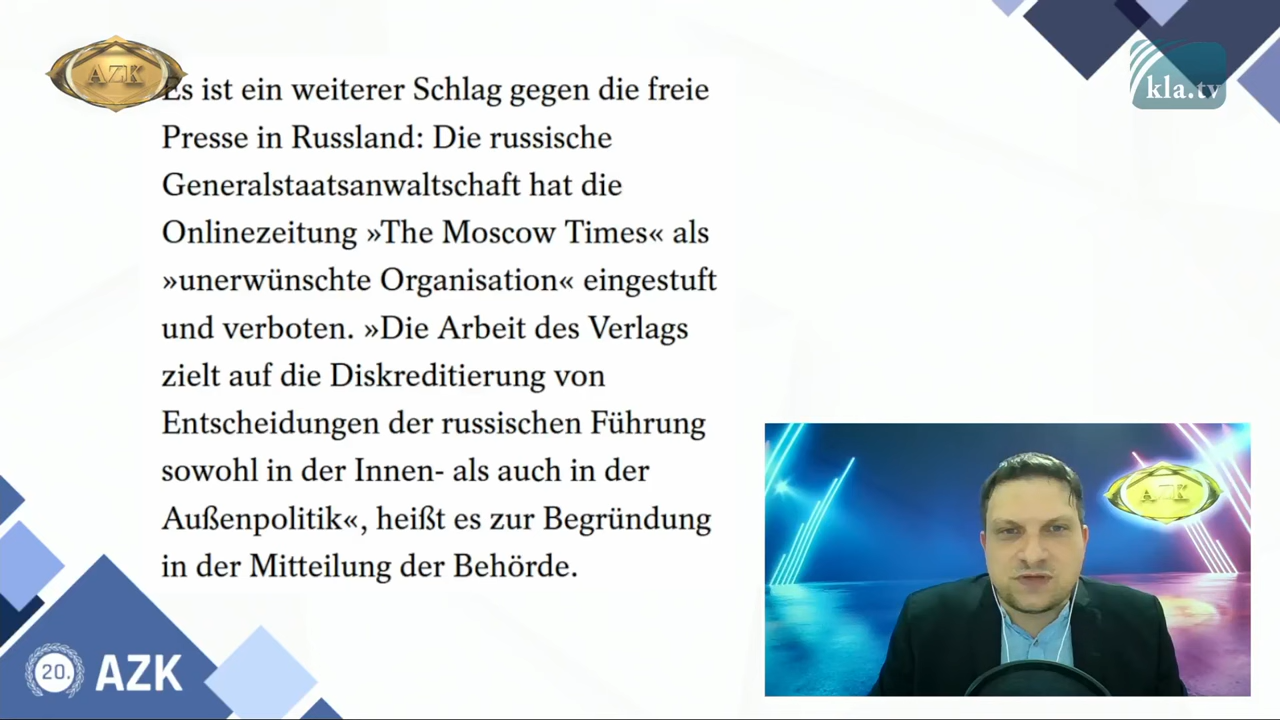 AZK
kla.tv
Es ist ein weiterer Schlag gegen die freie
Presse in Russland: Die russische
Generalstaatsanwaltschaft hat die
Onlinezeitung »The Moscow Times« als
»unerwünschte Organisation« eingestuft
und verboten. »Die Arbeit des Verlags
zielt auf die Diskreditierung von
Entscheidungen der russischen Führung
sowohl in der Innen- als auch in der
Außenpolitik«, heißt es zur Begründung
in der Mitteilung der Behörde.
AZK
20. AZK